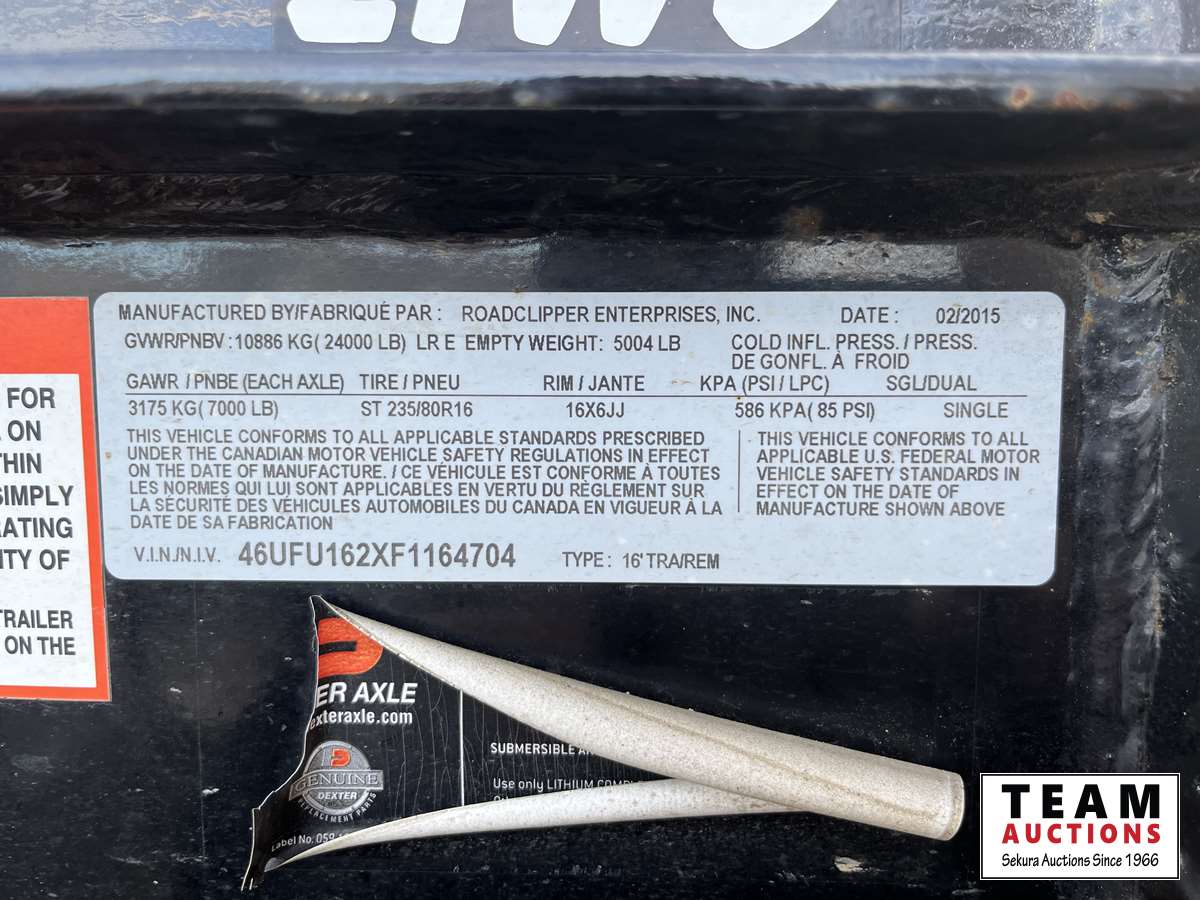 MANUFACTURED BY/FABRIQUÉ PAR : ROADCLIPPER ENTERPRISES, INC. DATE : 02/2015
GVWR/PNBV : 10886 KG( 24000 LB) LR E EMPTY WEIGHT: 5004 LB COLD INFL. PRESS. / PRESS.
DE GONFL. À FROID
GAWR / PNBE (EACH AXLE) TIRE / PNEU RIM / JANTE KPA (PSI / LPC) SGL/DUAL
3175 KG( 7000 LB) ST 235/80R16 16X6JJ 586 KPA( 85 PSI) SINGLE
THIS VEHICLE CONFORMS TO ALL APPLICABLE STANDARDS PRESCRIBED
UNDER THE CANADIAN MOTOR VEHICLE SAFETY REGULATIONS IN EFFECT
ON THE DATE OF MANUFACTURE. / CE VÉHICULE EST CONFORME À TOUTES
LES NORMES QUI LUI SONT APPLICABLES EN VERTU DU RÈGLEMENT SUR
LA SÉCURITÉ DES VÉHICULES AUTOMOBILES DU CANADA EN VIGUEUR À LA
DATE DE SA FABRICATION
THIS VEHICLE CONFORMS TO ALL
APPLICABLE U.S. FEDERAL MOTOR
VEHICLE SAFETY STANDARDS IN
EFFECT ON THE DATE OF
MANUFACTURE SHOWN ABOVE
V.I.N./N.I.V. 46UFU162XF1164704 TYPE : 16' TRA/REM
FOR
ON
SIMPLY
OF
TRAILER
ON THE
ER AXLE
exteraxle.com
GENUINE
DEXTER
REPLACEMENT PARTS
Label No. 059
SUBMERSIBLE
Use only LITHIUM
TEAM
AUCTIONS
Sekura Auctions Since 1966